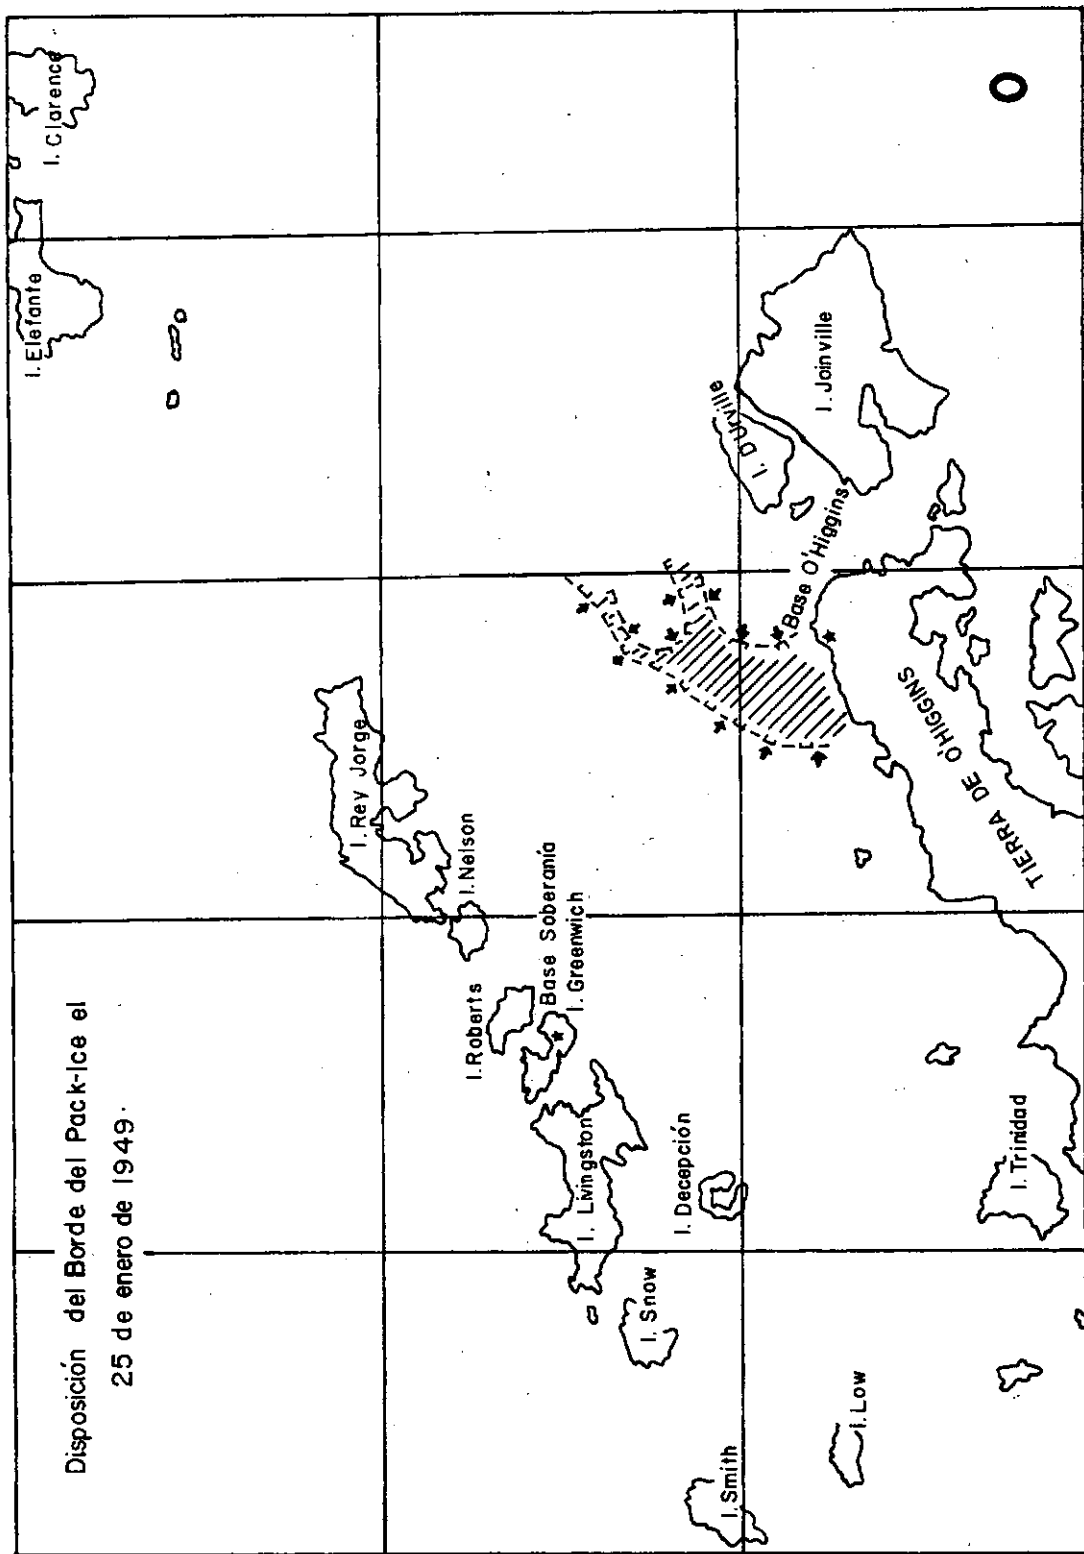 Disposición del Borde del Pack-Ice el
25 de enero de 1949.
I. Elefante
I. Clarence
I. Rey Jorge
I. Nelson
I. Roberts
Base Soberanía
I. Greenwich
I. Livingston
I. Snow
I. Decepción
I. Smith
I. Low
I. Trinidad
I. D'Urville
I. Joinville
Base O'Higgins
TIERRA DE O'HIGGINS
O